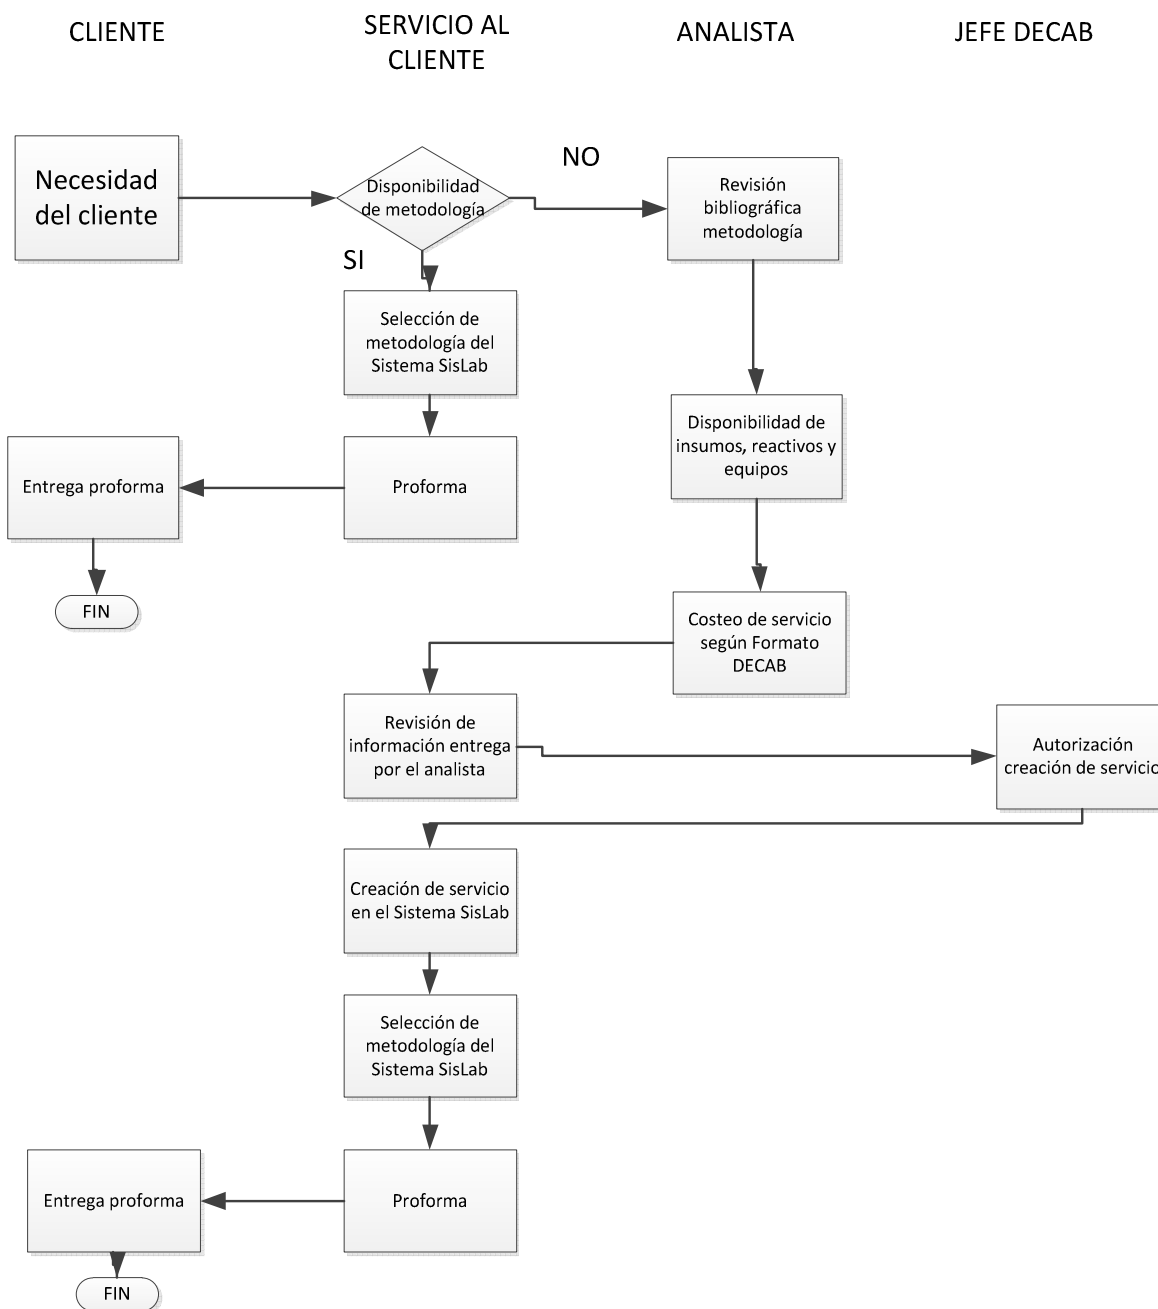 CLIENTE
SERVICIO AL
CLIENTE
ANALISTA
JEFE DECAB
Necesidad
del cliente
Disponibilidad
de metodología
NO
Revisión
bibliográfica
metodología
SI
Selección de
metodología del
Sistema SisLab
Disponibilidad de
insumos, reactivos y
equipos
Entrega proforma
Proforma
FIN
Costeo de servicio
según Formato
DECAB
Revisión de
información entrega
por el analista
Autorización
creación de servicio
Creación de servicio
en el Sistema SisLab
Selección de
metodología del
Sistema SisLab
Entrega proforma
Proforma
FIN